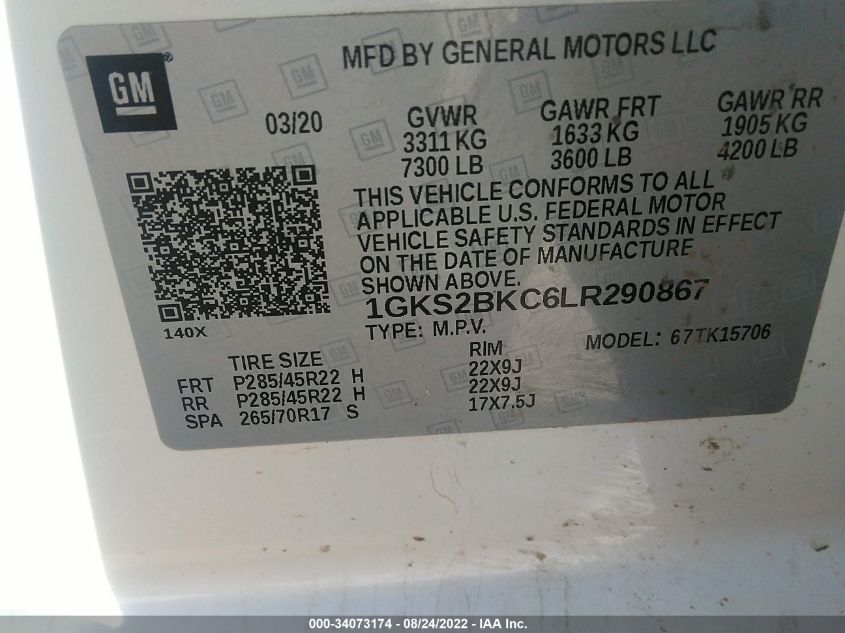 GM
MFD BY GENERAL MOTORS LLC
03/20
GVWR
3311 KG
7300 LB
GAWR FRT
1633 KG
3600 LB
GAWR RR
1905 KG
4200 LB
THIS VEHICLE CONFORMS TO ALL
APPLICABLE U.S. FEDERAL MOTOR
VEHICLE SAFETY STANDARDS IN EFFECT
ON THE DATE OF MANUFACTURE
SHOWN ABOVE.
1GKS2BKC6LR290867
140X
TYPE: M.P.V.
MODEL: 67TK15706
TIRE SIZE
RIM
FRT P285/45R22 H 22X9J
RR P285/45R22 H 22X9J
SPA 265/70R17 S 17X7.5J
000-34073174 - 08/24/2022 - IAA Inc.